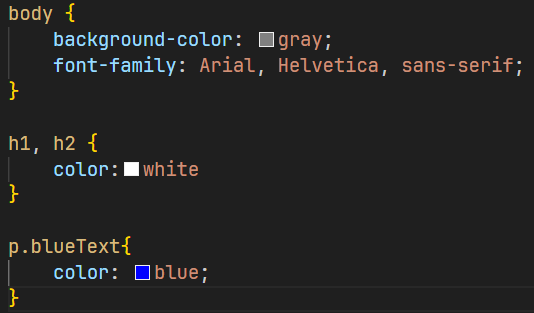 body {
    background-color: gray;
    font-family: Arial, Helvetica, sans-serif;
}

h1, h2 {
    color:white
}

p.blueText{
    color: blue;
}